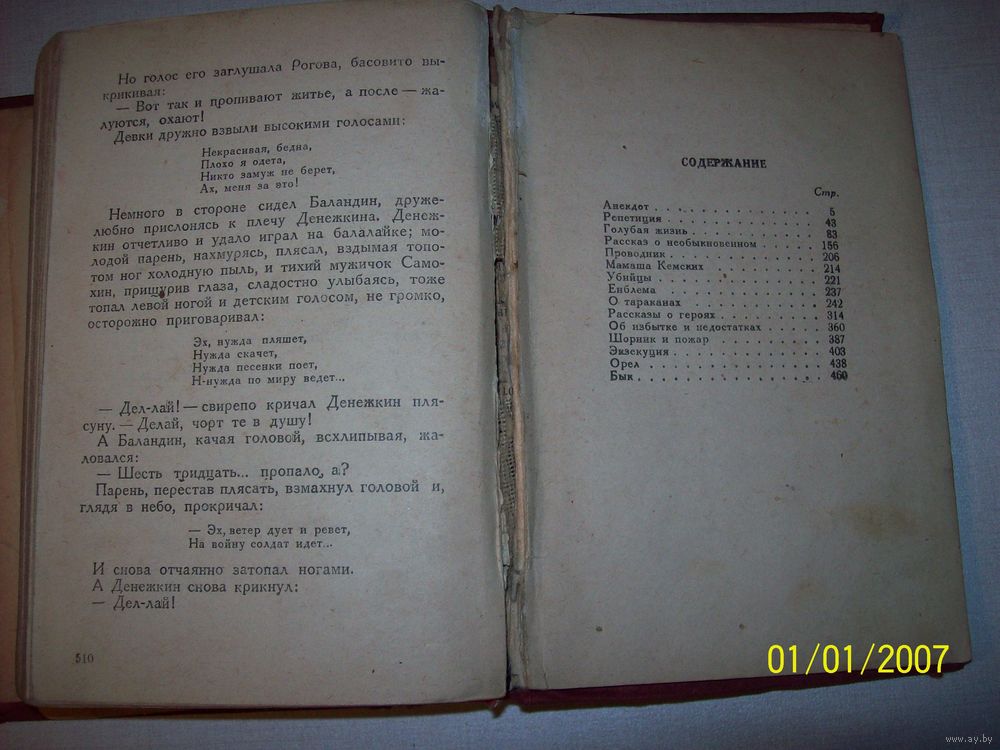 Но голос его заглушала Рогова, басовито вы-
крикивая:
— Вот так и пропивают житье, а после — жа-
луются, охают!
Девки дружно взвыли высокими голосами:
Некрасивая, бедна,
Плохо я одета,
Никто замуж не берет,
Ах, меня за это!
Немного в стороне сидел Баландин, друже-
любно прислонясь к плечу Денежкина. Денеж-
кин отчетливо и удало играл на балалайке; мо-
лодой парень, нахмурясь, плясал, вздымая топо-
том ног холодную пыль, и тихий мужичок Само-
хин, прищурив глаза, сладостно улыбаясь, тоже
топал левой ногой и детским голосом, не громко,
осторожно приговаривал:
Эх, нужда пляшет,
Нужда скачет,
Нужда песенки поет,
Н-нужда по миру ведет...
— Дел-лай! — свирепо кричал Денежкин пля-
суну. — Делай, чорт те в душу!
А Баландин, качая головой, всхлипывая, жа-
ловался:
— Шесть тридцать... пропало, а?
Парень, перестав плясать, взмахнул головой и,
глядя в небо, прокричал:
— Эх, ветер дует и ревет,
На войну солдат идет...
И снова отчаянно затопал ногами.
А Денежкин снова крикнул:
— Дел-лай!
510
СОДЕРЖАНИЕ
Стр.
Анекдот . . . . . . . . . . . . . 5
Репетиция . . . . . . . . . . . . 43
Голубая жизнь . . . . . . . . . . 83
Рассказ о необыкновенном . . . . . 156
Проводник . . . . . . . . . . . . 206
Мамаша Кемских . . . . . . . . . 214
Убийцы . . . . . . . . . . . . . 221
Енблема . . . . . . . . . . . . . 237
О тараканах . . . . . . . . . . . 242
Рассказы о героях . . . . . . . . 314
Об избытке и недостатках . . . . . 360
Шорник и пожар . . . . . . . . . 387
Экзекуция . . . . . . . . . . . . 403
Орел . . . . . . . . . . . . . . 438
Бык . . . . . . . . . . . . . . . 460
01/01/2007
www.ay.by